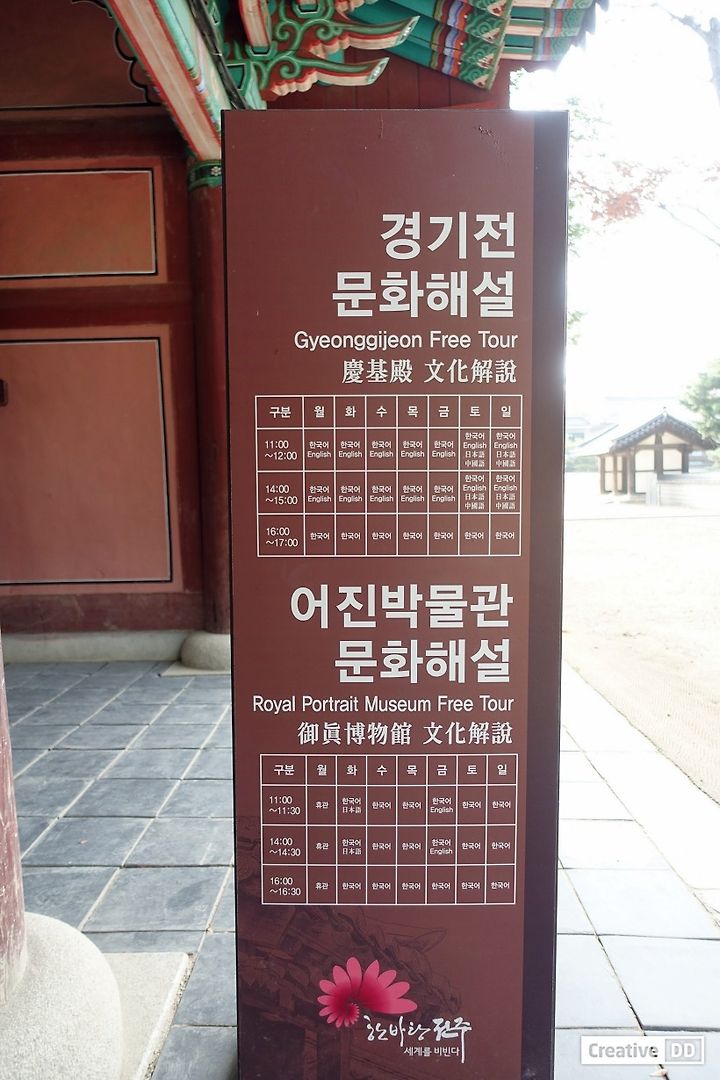 경기전
문화해설
Gyeonggijeon Free Tour
慶基殿 文化解說
구분 월 화 수 목 금 토 일
11:00 ~12:00 한국어 English 한국어 English 한국어 English 한국어 English 한국어 English 한국어 English 日本語 中國語 한국어 English 日本語 中國語
14:00 ~15:00 한국어 English 한국어 English 한국어 English 한국어 English 한국어 English 한국어 English 日本語 中國語 한국어 English 日本語 中國語
16:00 ~17:00 한국어 한국어 한국어 한국어 한국어 한국어 한국어
어진박물관
문화해설
Royal Portrait Museum Free Tour
御眞博物館 文化解說
구분 월 화 수 목 금 토 일
11:00 ~11:30 휴관 한국어 日本語 한국어 한국어 한국어 English 한국어 한국어
14:00 ~14:30 휴관 한국어 日本語 한국어 한국어 한국어 English 한국어 한국어
16:00 ~16:30 휴관 한국어 한국어 한국어 한국어 한국어 한국어
한바탕 전주
세계를 비빈다
Creative DD